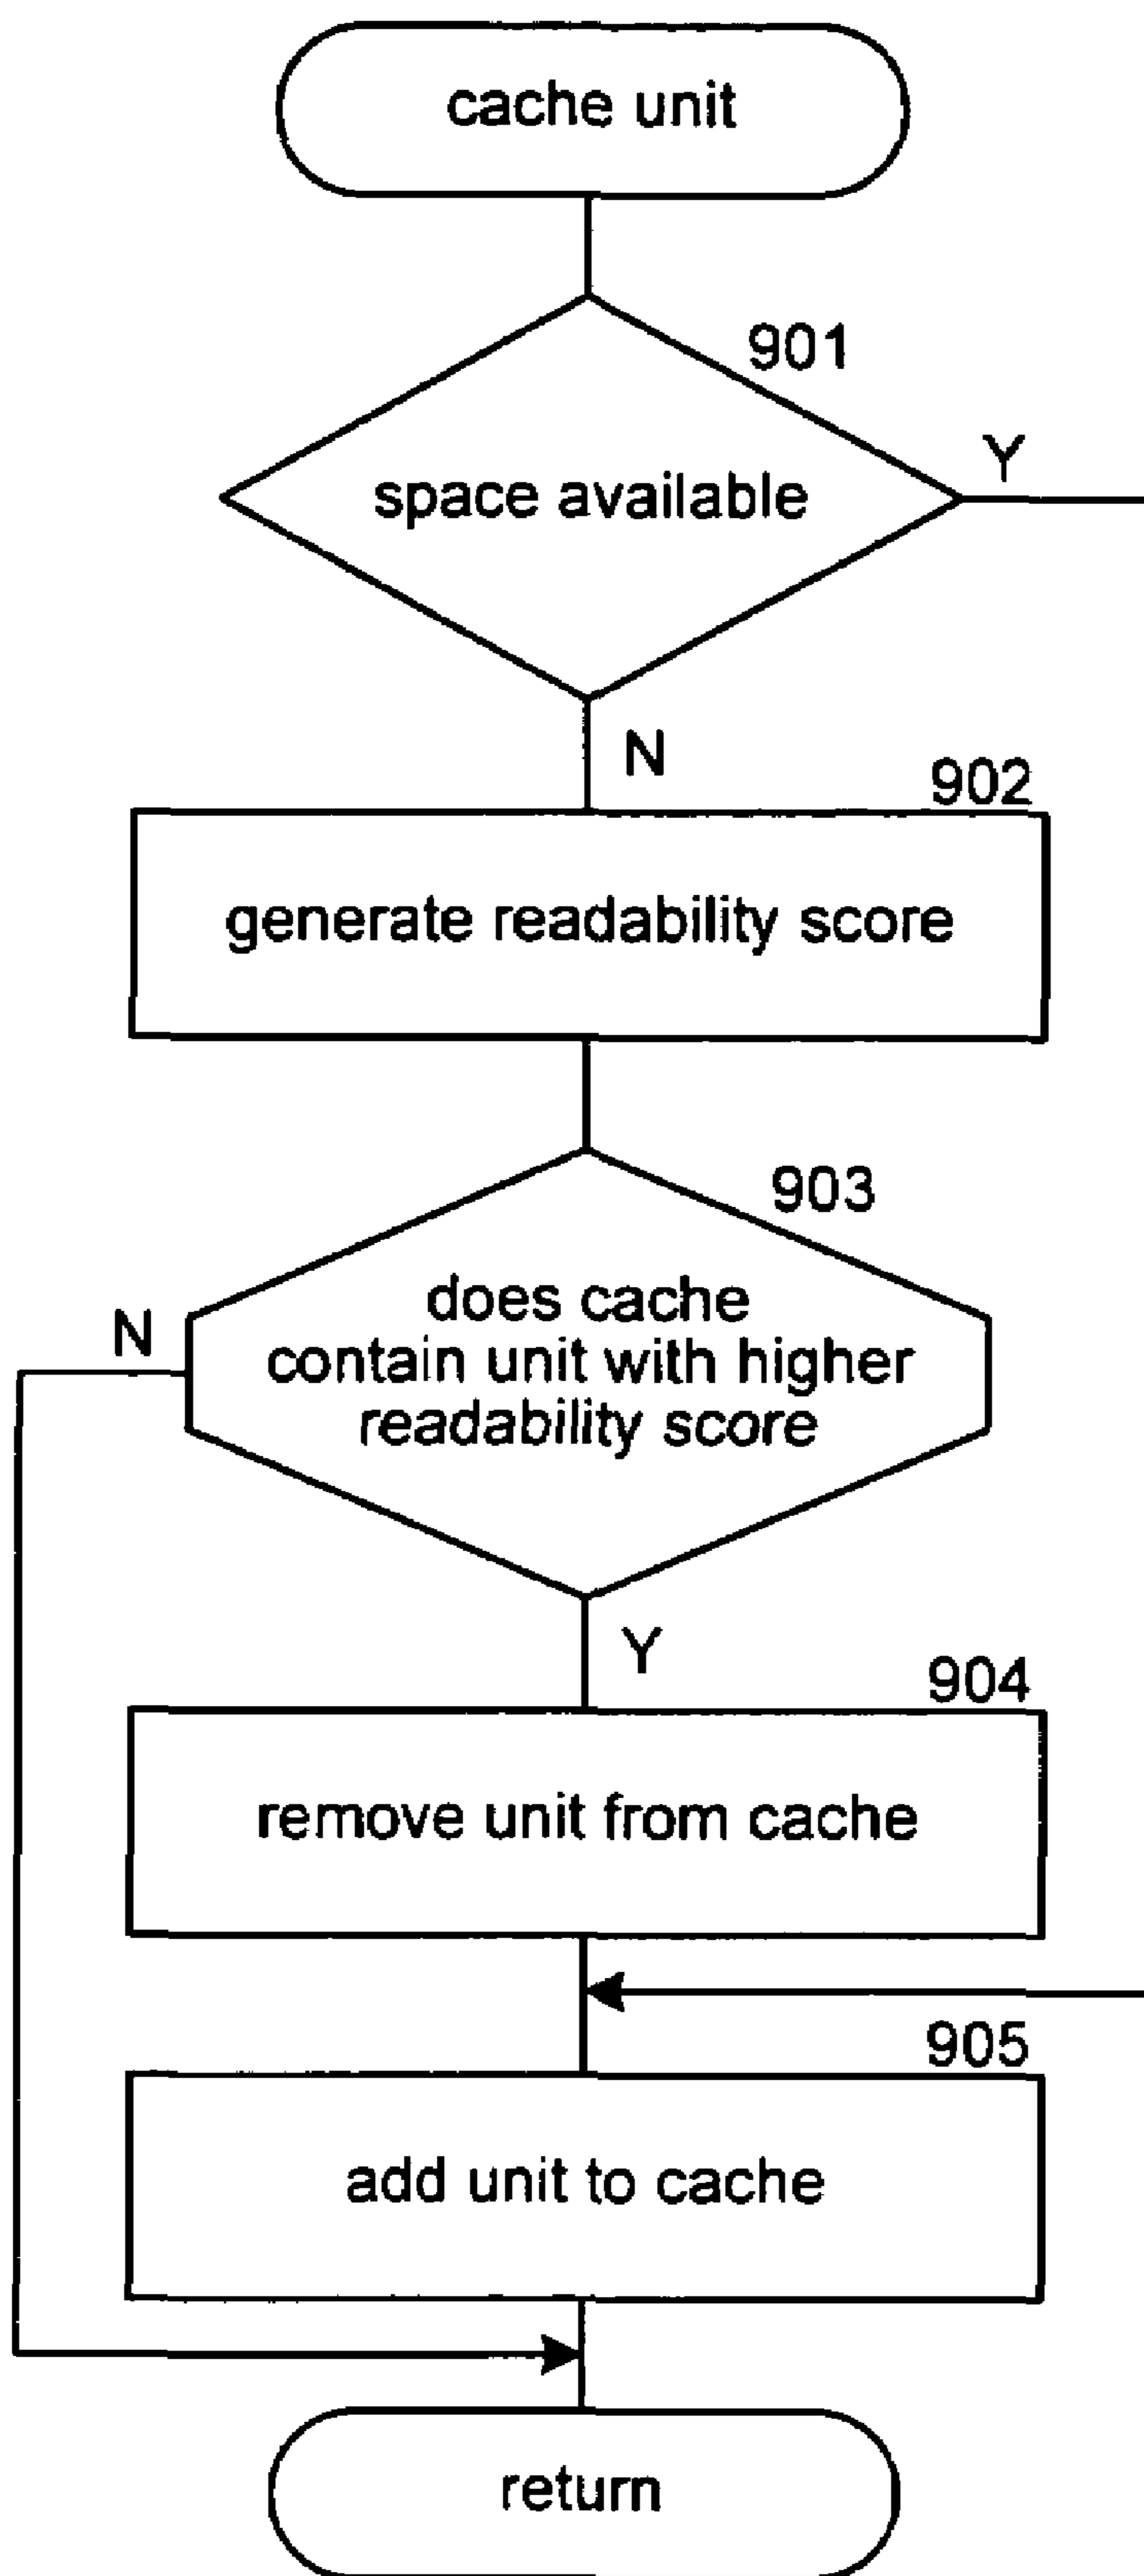 cache unit
901
space available
Y
N
902
generate readability score
903
does cache
N
contain unit with higher
readability score
Y
904
remove unit from cache
905
add unit to cache
return